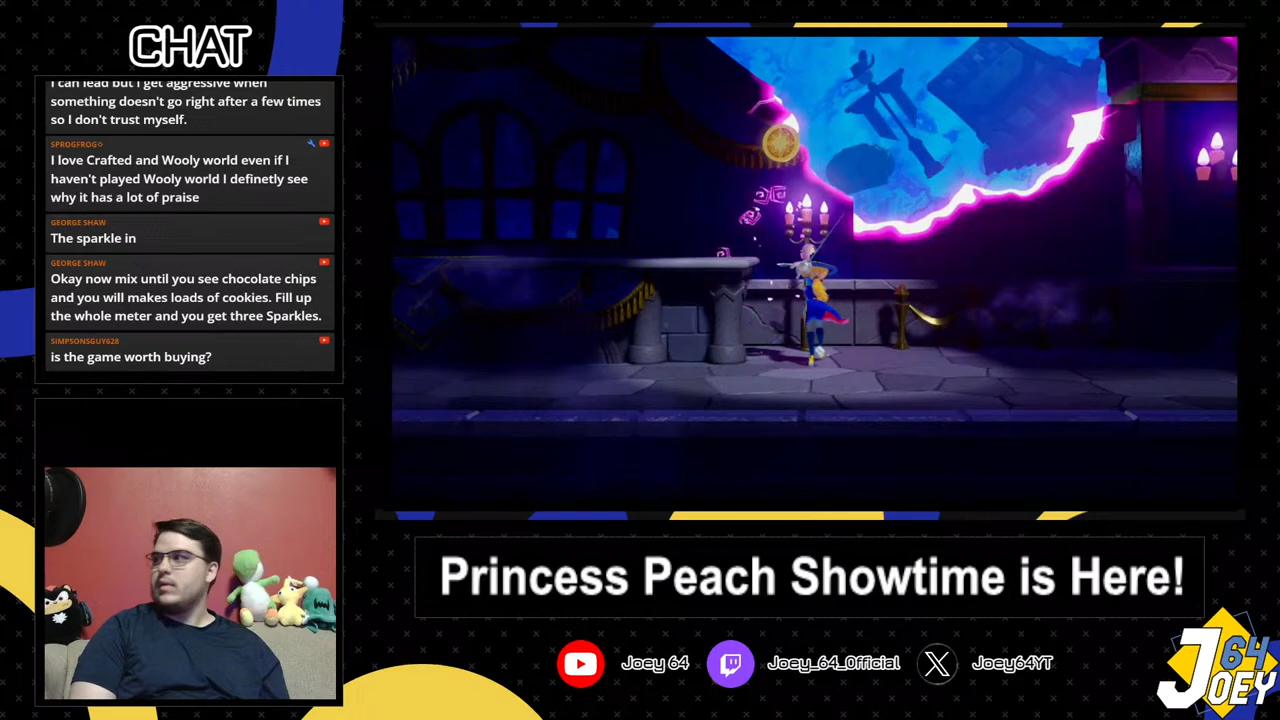 CHAT
I can lead but I get aggressive when
something doesn't go right after a few times
so I don't trust myself.
SPROGFROG
I love Crafted and Wooly world even if I
haven't played Wooly world I definetly see
why it has a lot of praise
GEORGE SHAW
The sparkle in
GEORGE SHAW
Okay now mix until you see chocolate chips
and you will makes loads of cookies. Fill up
the whole meter and you get three Sparkles.
SIMPSONSGUY628
is the game worth buying?
Princess Peach Showtime is Here!
Joey 64
Joey_64_Official
Joey64YT
64
JOEY